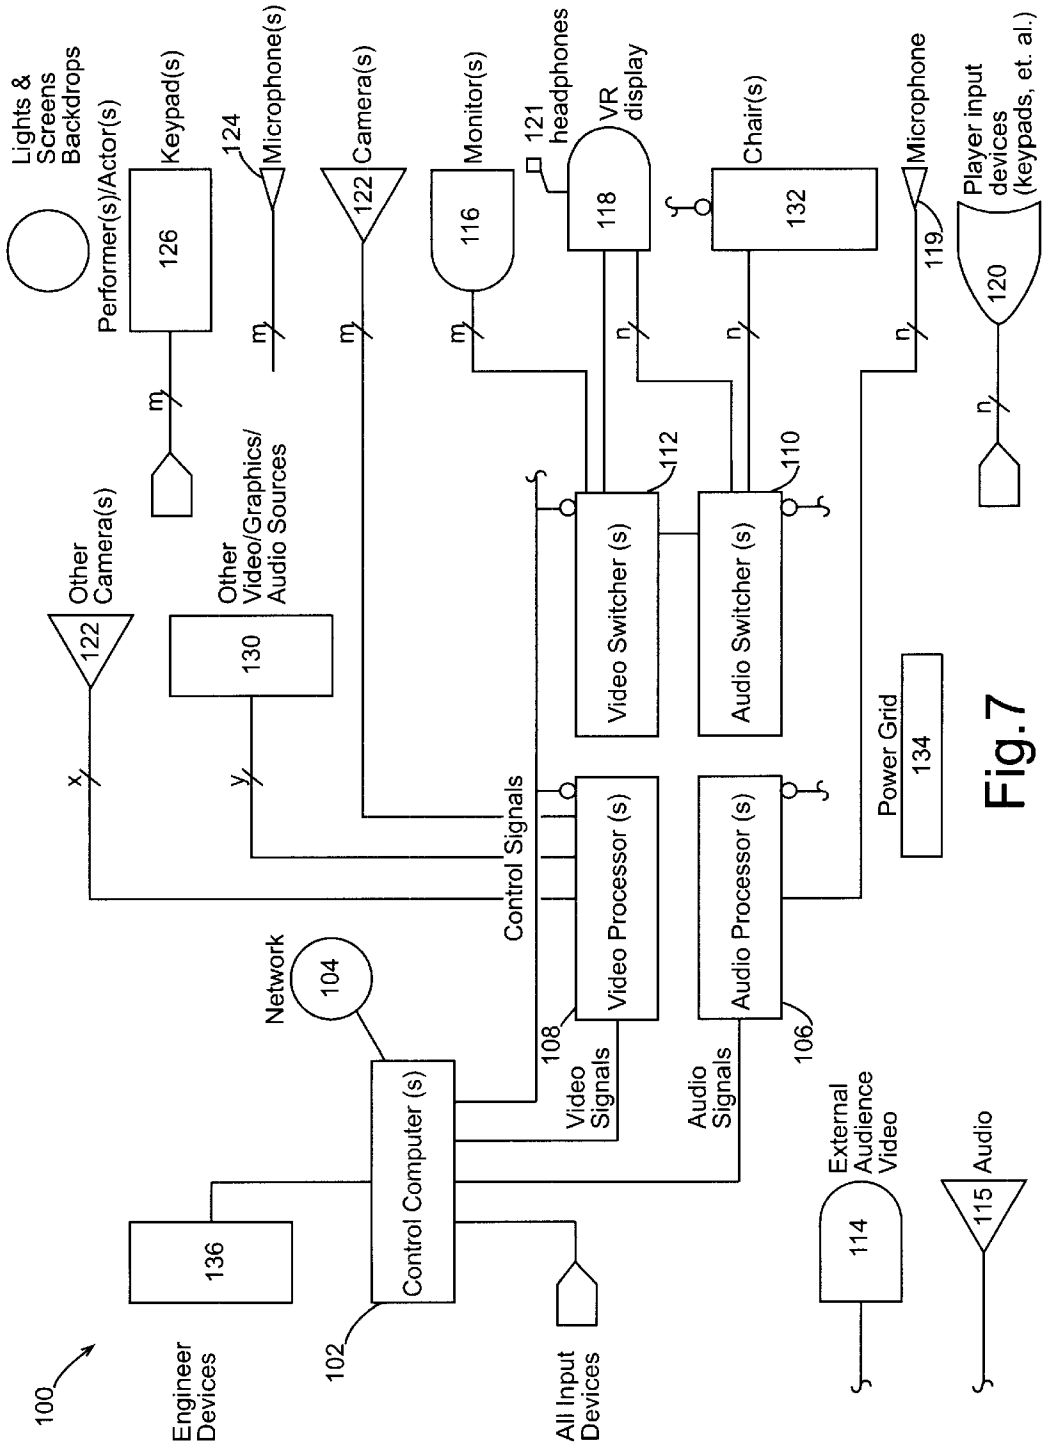 100
Engineer
Devices
136
Other
Camera(s)
122
x
Lights &
Screens
Backdrops
Performer(s)/Actor(s)
Keypad(s)
126
m
Other
Video/Graphics/
Audio Sources
130
y
Microphone(s)
124
m
Network
104
Camera(s)
122
m
102
Control Computer (s)
Monitor(s)
116
m
Control Signals
All Input
Devices
Video
Signals
108
Video Processor (s)
Video Switcher (s)
112
121
headphones
VR
display
118
n
Audio
Signals
106
Audio Processor (s)
Audio Switcher (s)
110
Chair(s)
132
n
External
Audience
Video
114
Power Grid
134
Microphone
119
n
Audio
115
Player input
devices
(keypads, et. al.)
120
n
Fig.7